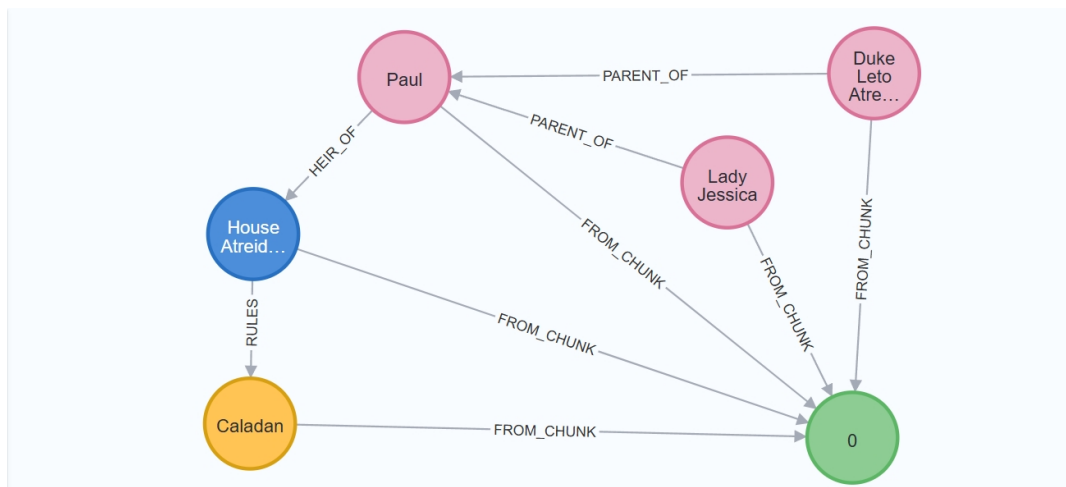 Duke
Leto
Atre…
PARENT_OF
Paul
PARENT_OF
HEIR_OF
Lady
Jessica
House
Atreid…
FROM_CHUNK
FROM_CHUNK
FROM_CHUNK
RULES
FROM_CHUNK
Caladan
FROM_CHUNK
0